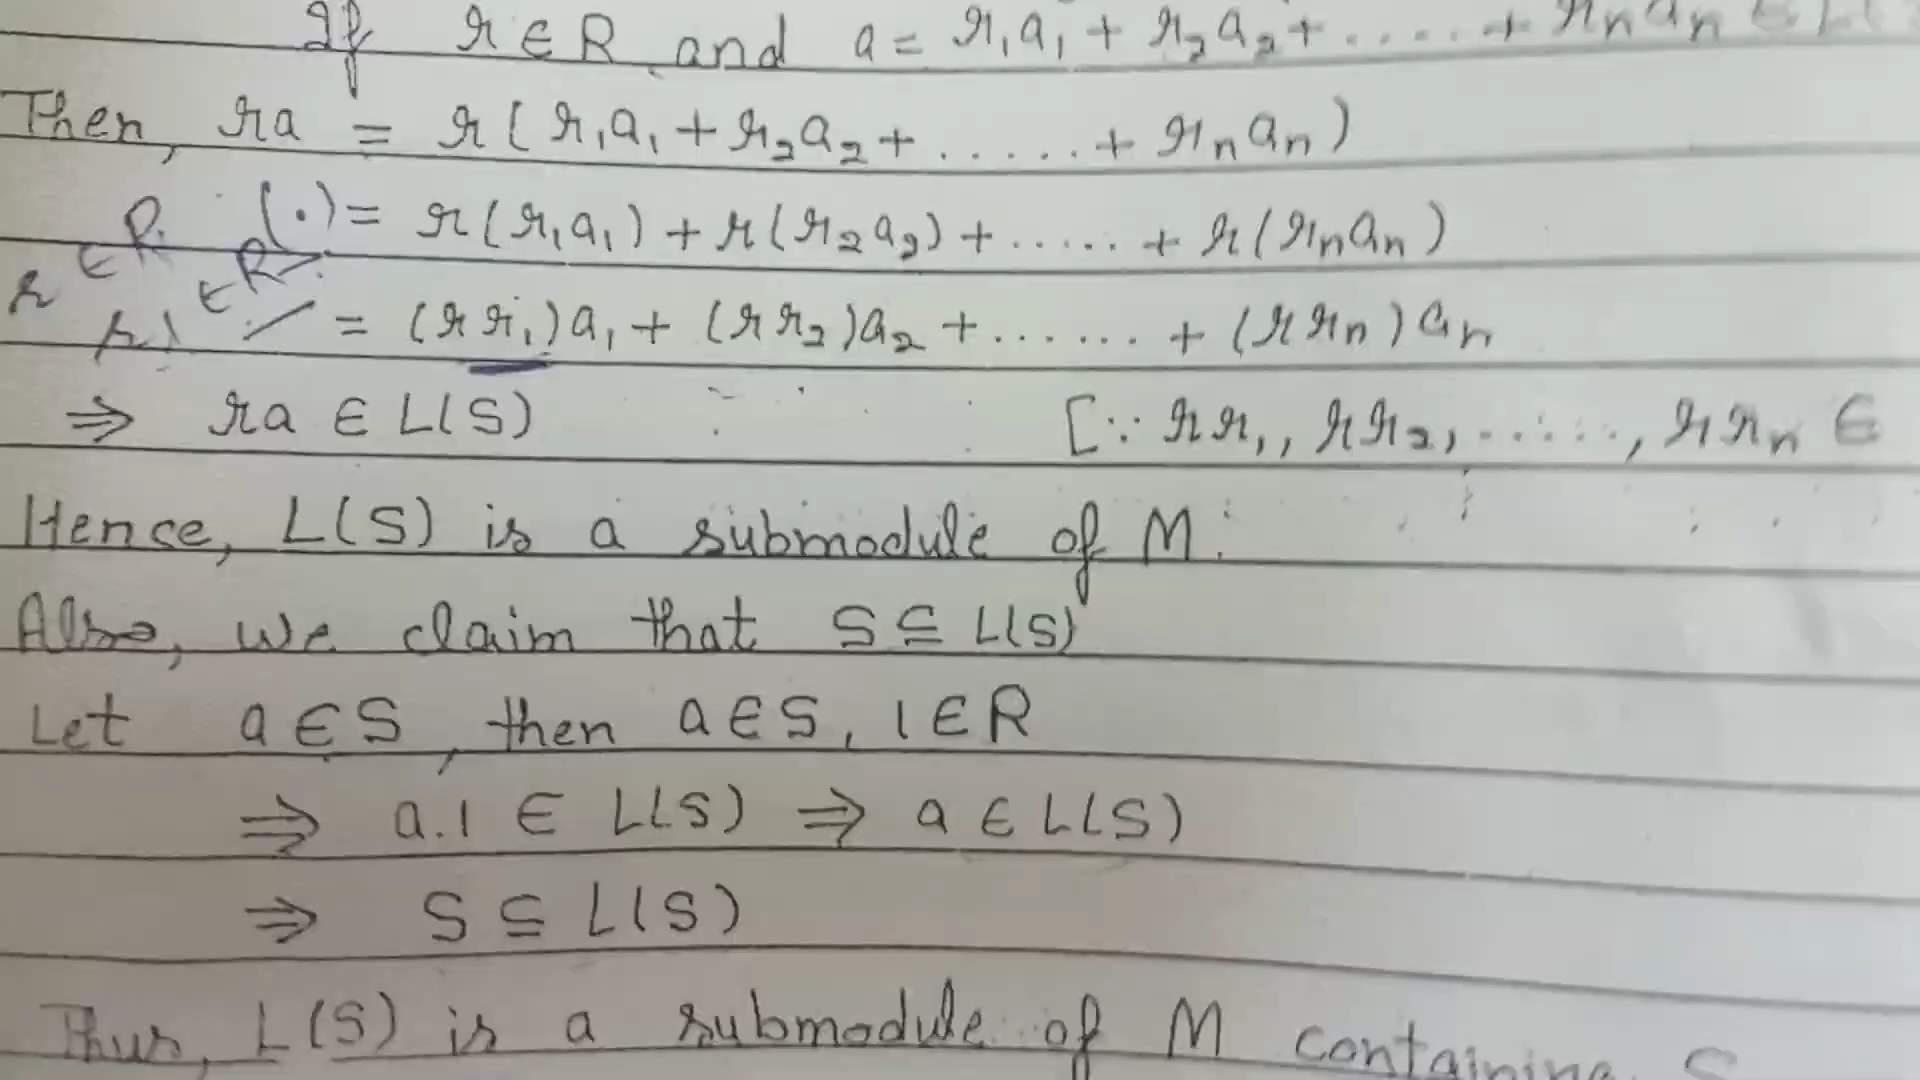 If r ∈ R and a = r₁a₁ + r₂a₂ + ..... + rₙaₙ ∈ L(
Then, ra = r(r₁a₁ + r₂a₂ + ...... + rₙaₙ)
(.) = r(r₁a₁) + r(r₂a₂) + ..... + r(rₙaₙ)
r ∈ R
r₁ ∈ R
= (rr₁)a₁ + (rr₂)a₂ + ....... + (rrₙ)aₙ
⇒ ra ∈ L(S) [∵ rr₁, rr₂, ......, rrₙ ∈
Hence, L(S) is a submodule of M.
Also, we claim that S ⊆ L(S)
Let a ∈ S, then a ∈ S, 1 ∈ R
⇒ a.1 ∈ L(S) ⇒ a ∈ L(S)
⇒ S ⊆ L(S)
Thus, L(S) is a submodule of M containing S